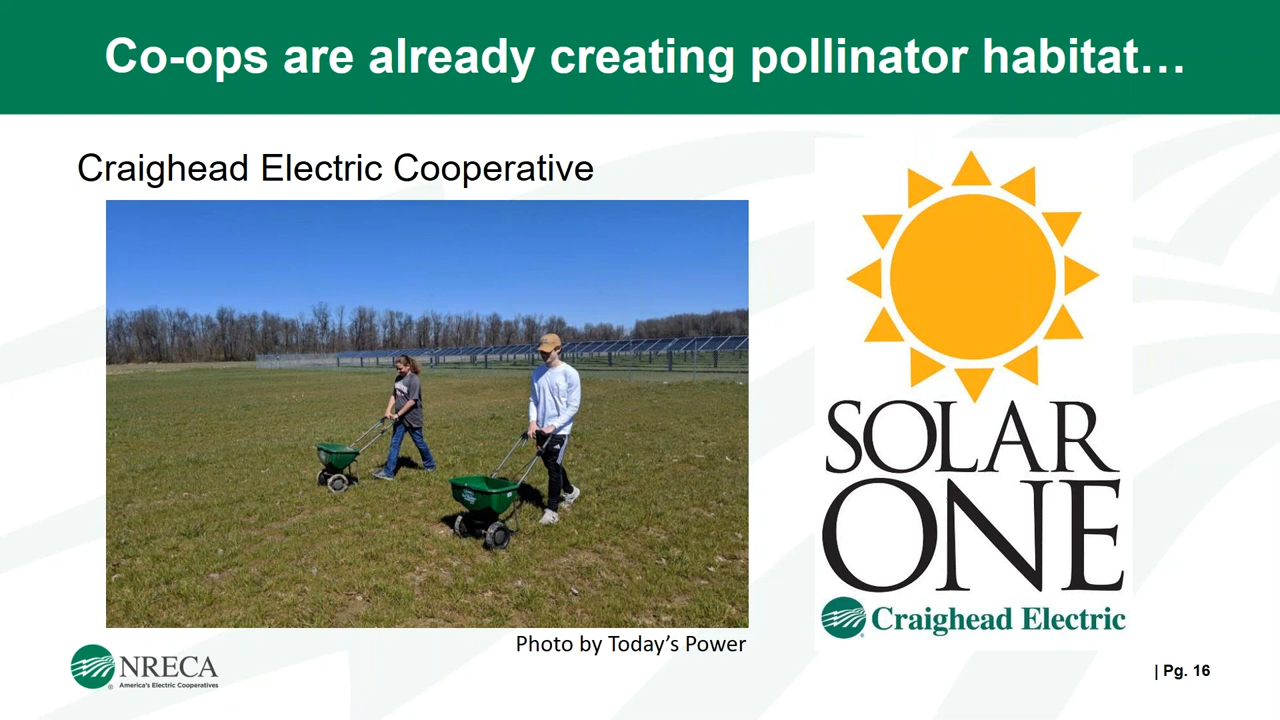 Co-ops are already creating pollinator habitat…
Craighead Electric Cooperative
SOLAR
ONE
Craighead Electric
Photo by Today's Power
NRECA
America's Electric Cooperatives
| Pg. 16